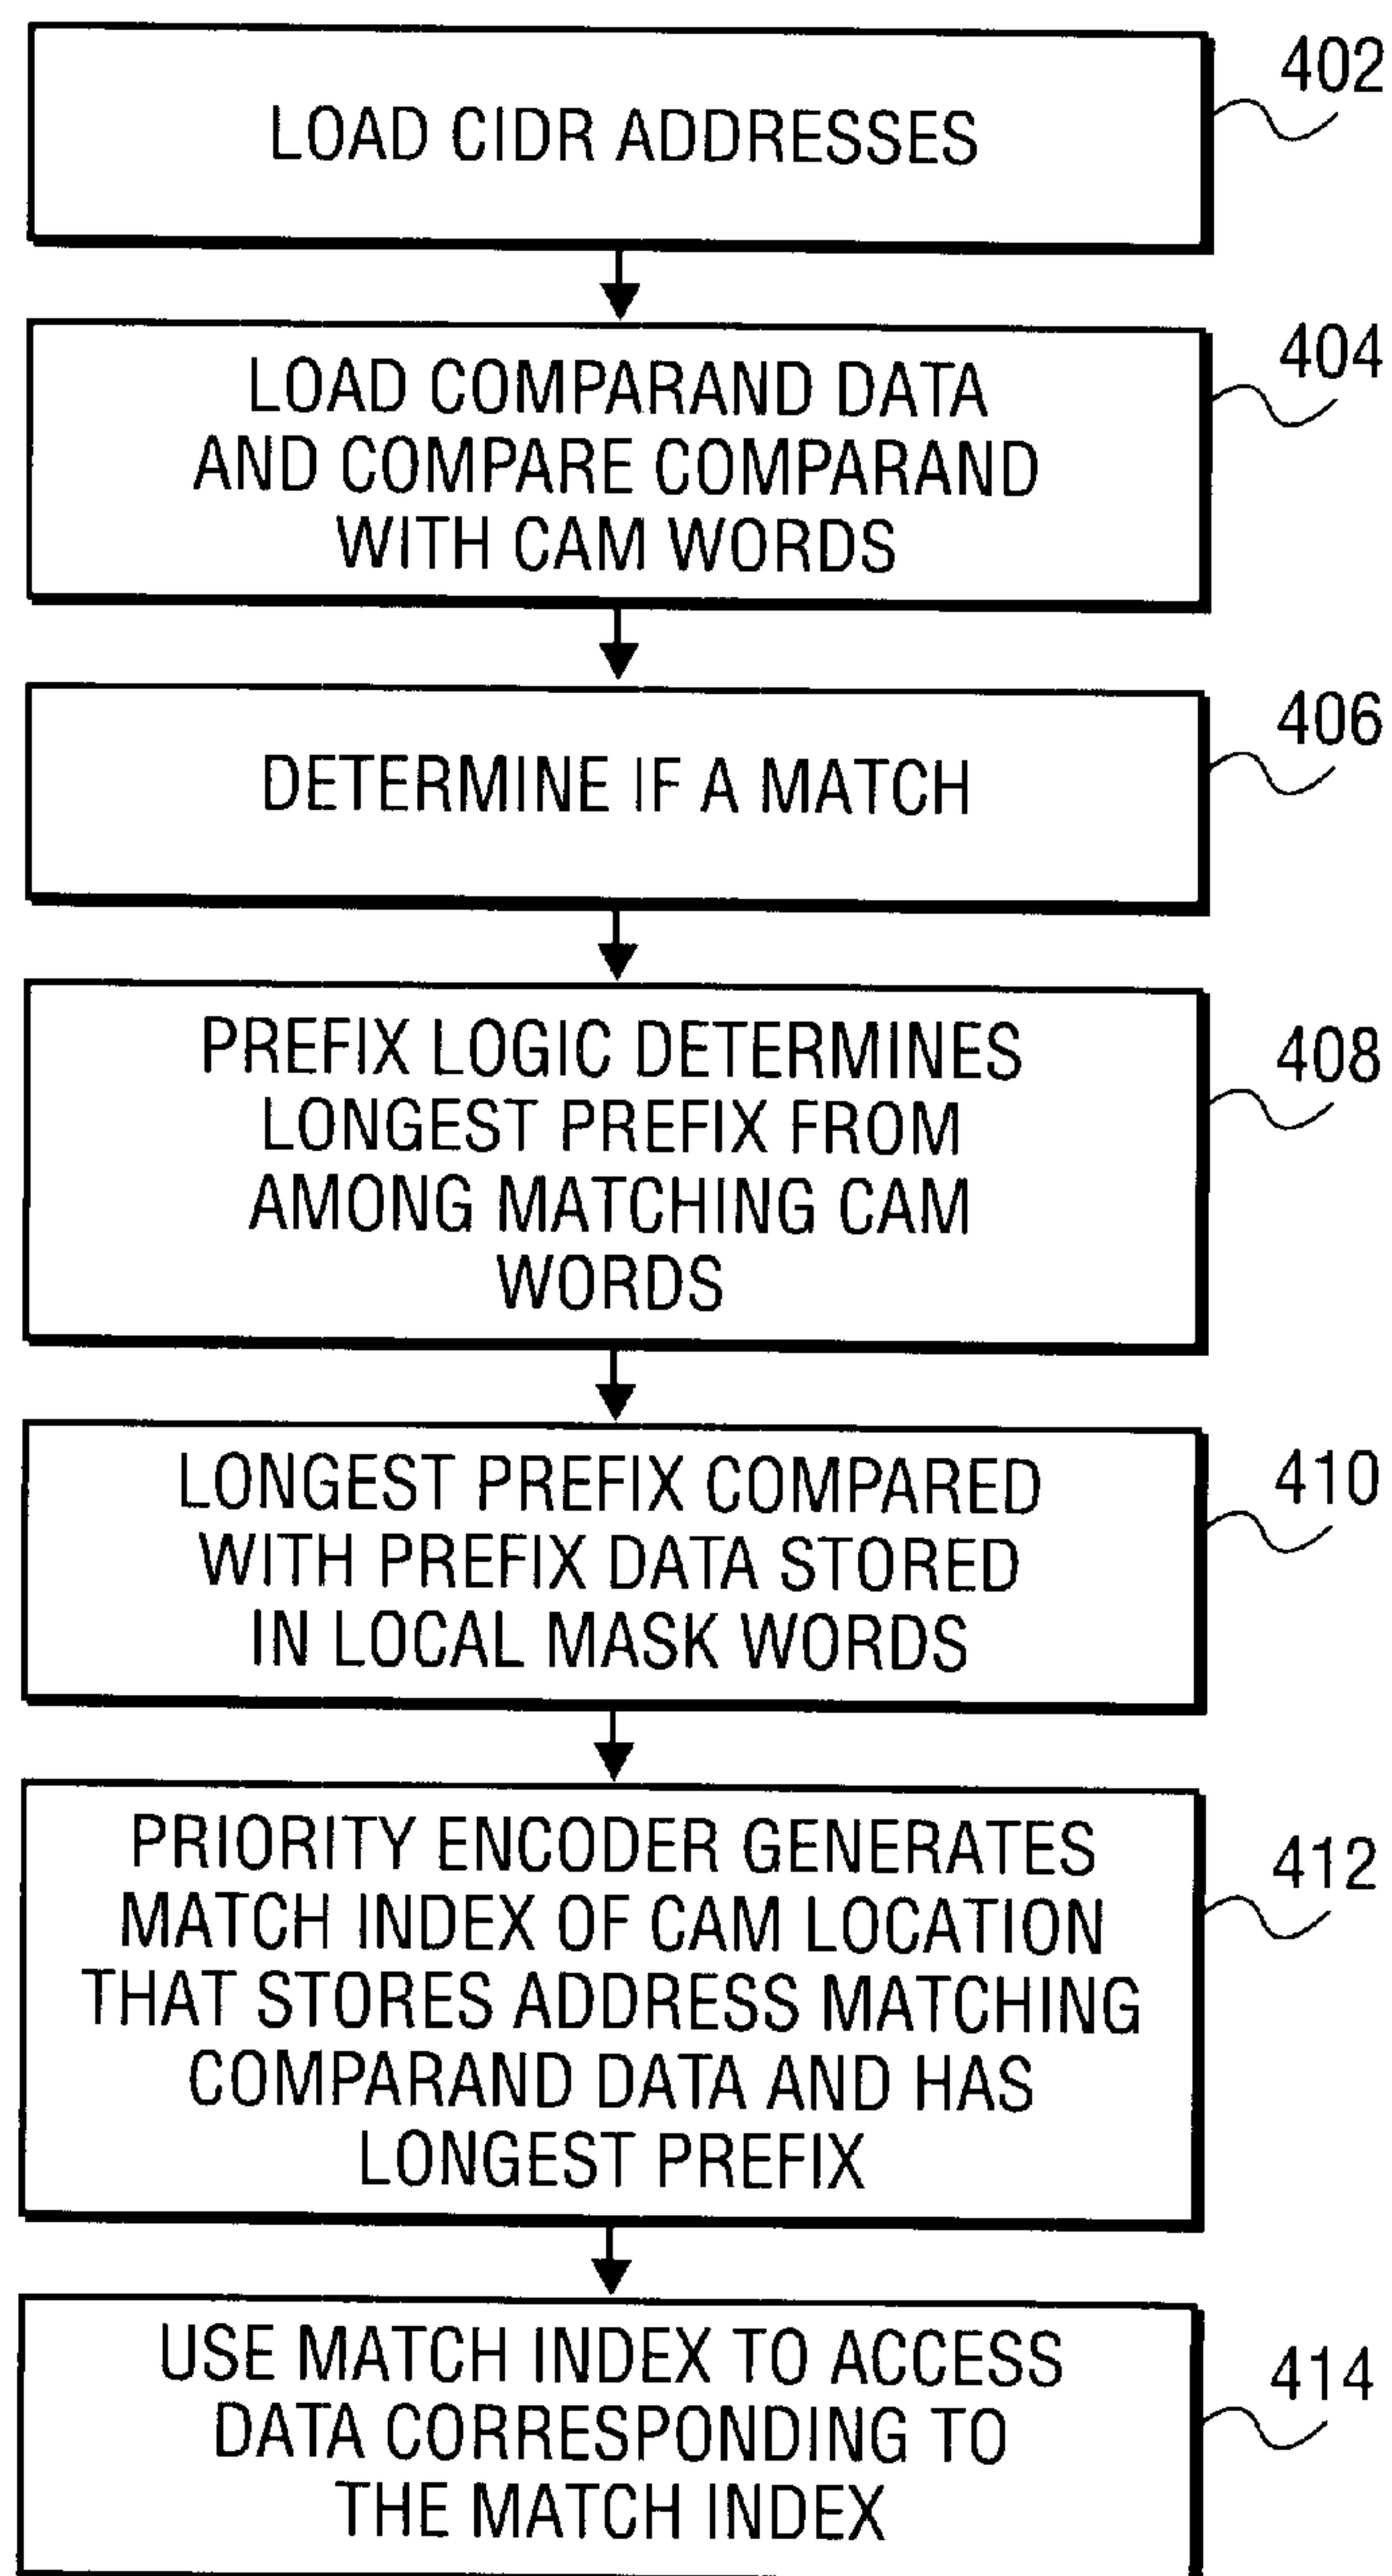 402
LOAD CIDR ADDRESSES
404
LOAD COMPARAND DATA
AND COMPARE COMPARAND
WITH CAM WORDS
406
DETERMINE IF A MATCH
408
PREFIX LOGIC DETERMINES
LONGEST PREFIX FROM
AMONG MATCHING CAM
WORDS
410
LONGEST PREFIX COMPARED
WITH PREFIX DATA STORED
IN LOCAL MASK WORDS
412
PRIORITY ENCODER GENERATES
MATCH INDEX OF CAM LOCATION
THAT STORES ADDRESS MATCHING
COMPARAND DATA AND HAS
LONGEST PREFIX
414
USE MATCH INDEX TO ACCESS
DATA CORRESPONDING TO
THE MATCH INDEX